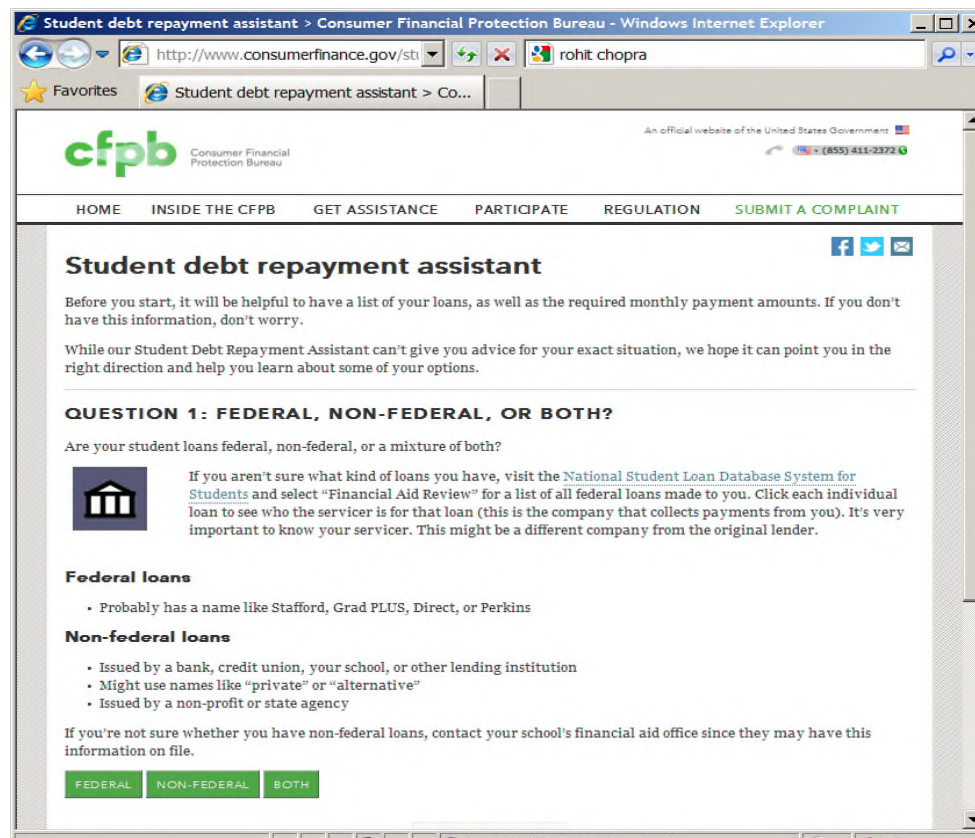 Student debt repayment assistant > Consumer Financial Protection Bureau - Windows Internet Explorer
http://www.consumerfinance.gov/stu
rohit chopra
Favorites
Student debt repayment assistant > Co...
An official website of the United States Government
cfpb Consumer Financial
Protection Bureau
+ (855) 411-2372
HOME INSIDE THE CFPB GET ASSISTANCE PARTICIPATE REGULATION SUBMIT A COMPLAINT
Student debt repayment assistant
Before you start, it will be helpful to have a list of your loans, as well as the required monthly payment amounts. If you don't
have this information, don't worry.
While our Student Debt Repayment Assistant can't give you advice for your exact situation, we hope it can point you in the
right direction and help you learn about some of your options.
QUESTION 1: FEDERAL, NON-FEDERAL, OR BOTH?
Are your student loans federal, non-federal, or a mixture of both?
If you aren't sure what kind of loans you have, visit the National Student Loan Database System for
Students and select “Financial Aid Review” for a list of all federal loans made to you. Click each individual
loan to see who the servicer is for that loan (this is the company that collects payments from you). It's very
important to know your servicer. This might be a different company from the original lender.
Federal loans
• Probably has a name like Stafford, Grad PLUS, Direct, or Perkins
Non-federal loans
• Issued by a bank, credit union, your school, or other lending institution
• Might use names like “private” or “alternative”
• Issued by a non-profit or state agency
If you're not sure whether you have non-federal loans, contact your school's financial aid office since they may have this
information on file.
FEDERAL NON-FEDERAL BOTH